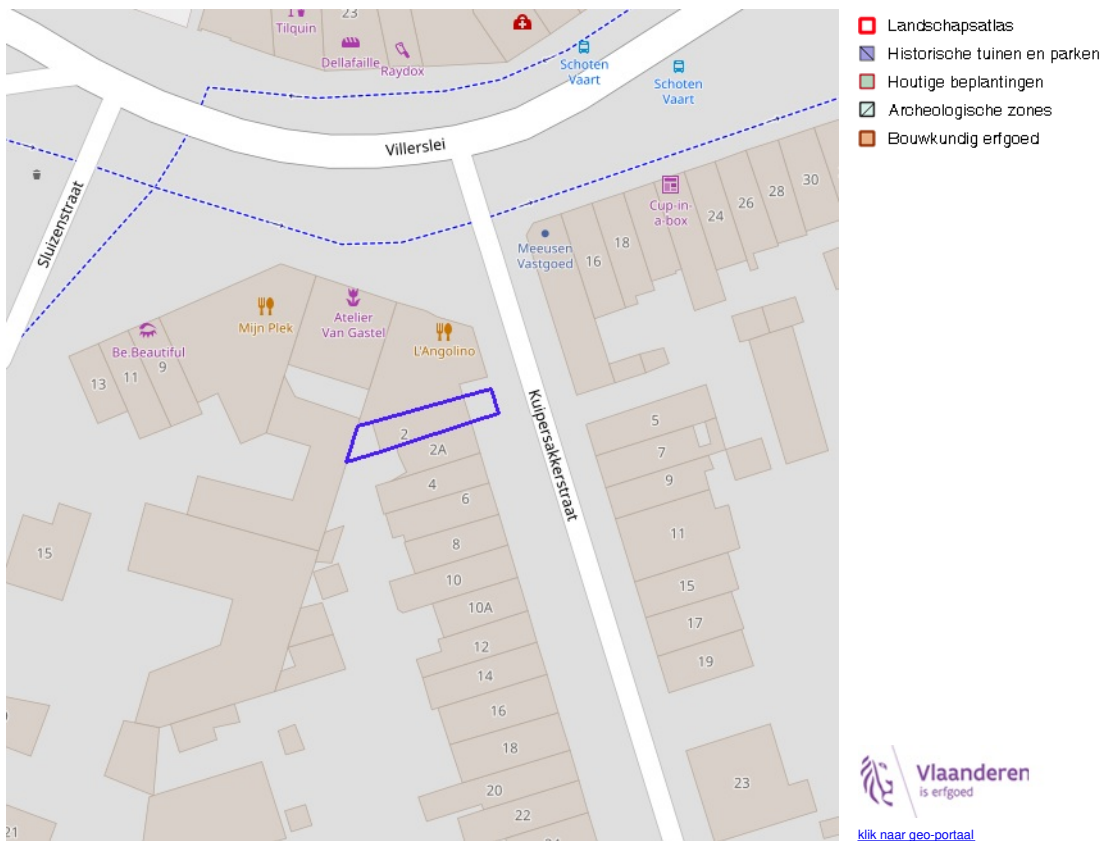 23
Tilquin
Dellafaille
Raydox
Schoten
Vaart
Schoten
Vaart
Villerslei
Sluizenstraat
Cup-in-
a-box
30
28
26
24
18
16
Meeusen
Vastgoed
Mijn Plek
Atelier
Van Gastel
L'Angolino
Be.Beautiful
9
11
13
Kuipersakkerstraat
2
2A
4
6
8
10
10A
12
14
16
18
20
22
5
7
9
11
15
17
19
23
15
21
Landschapsatlas
Historische tuinen en parken
Houtige beplantingen
Archeologische zones
Bouwkundig erfgoed
Vlaanderen
is erfgoed
klik naar geo-portaal